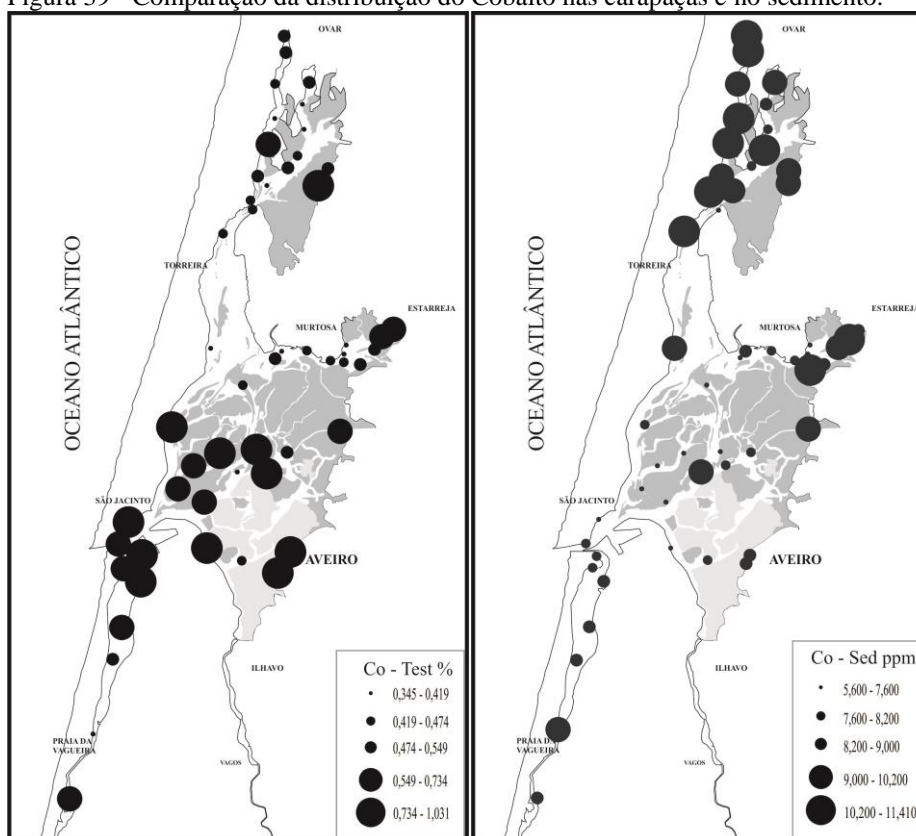 Figura 39 - Comparação da distribuição do Cobalto nas carapaças e no sedimento.
OVAR
OCEANO ATLÂNTICO
TORREIRA
ESTARREJA
MURTOSA
SÃO JACINTO
AVEIRO
ILHAVO
PRAIA DA
VAGUEIRA
VAGOS
Co - Test %
0,345 - 0,419
0,419 - 0,474
0,474 - 0,549
0,549 - 0,734
0,734 - 1,031
OVAR
OCEANO ATLÂNTICO
TORREIRA
ESTARREJA
MURTOSA
SÃO JACINTO
AVEIRO
ILHAVO
PRAIA DA
VAGUEIRA
VAGOS
Co - Sed ppm
5,600 - 7,600
7,600 - 8,200
8,200 - 9,000
9,000 - 10,200
10,200 - 11,410